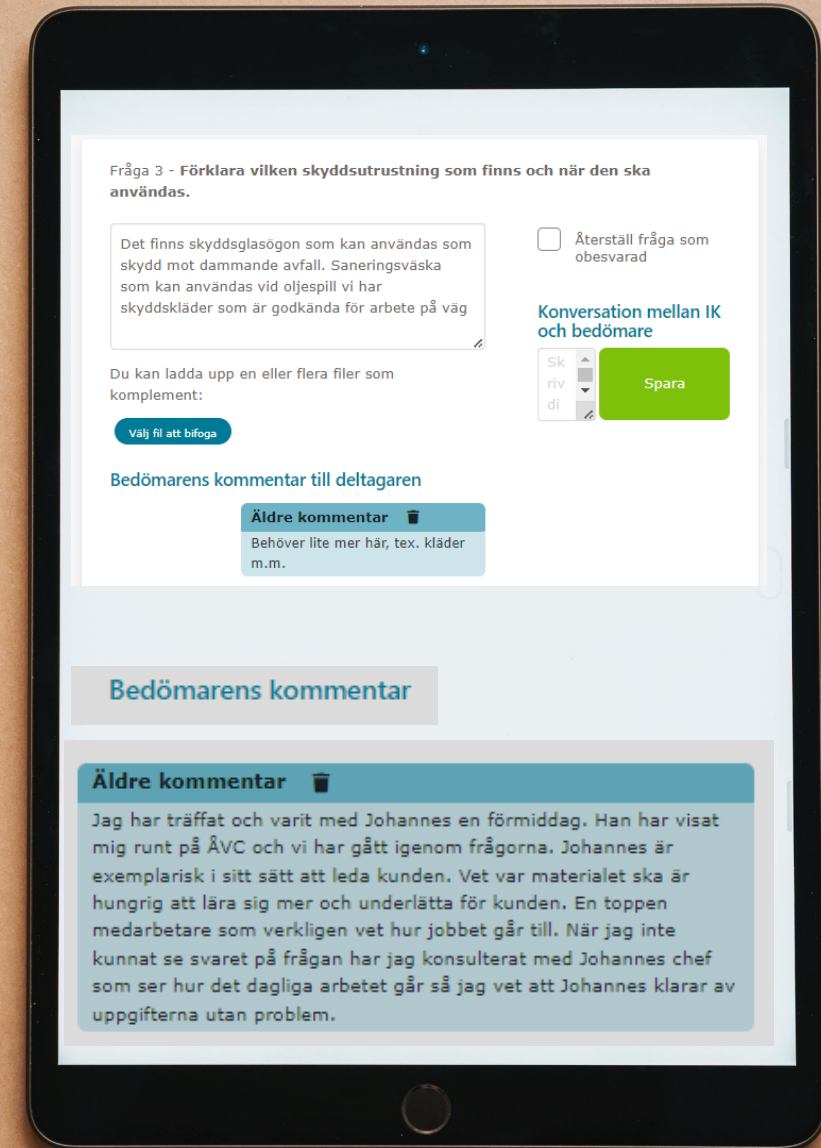 Fråga 3 - Förklara vilken skyddsutrustning som finns och när den ska
användas.
Det finns skyddsglasögon som kan användas som
skydd mot dammande avfall. Saneringsväska
som kan användas vid oljespill vi har
skyddskläder som är godkända för arbete på väg
Återställ fråga som
obesvarad
Konversation mellan IK
och bedömare
Sk
riv
di
Spara
Du kan ladda upp en eller flera filer som
komplement:
Välj fil att bifoga
Bedömarens kommentar till deltagaren
Äldre kommentar
Behöver lite mer här, tex. kläder
m.m.
Bedömarens kommentar
Äldre kommentar
Jag har träffat och varit med Johannes en förmiddag. Han har visat
mig runt på ÅVC och vi har gått igenom frågorna. Johannes är
exemplarisk i sitt sätt att leda kunden. Vet var materialet ska är
hungrig att lära sig mer och underlätta för kunden. En toppen
medarbetare som verkligen vet hur jobbet går till. När jag inte
kunnat se svaret på frågan har jag konsulterat med Johannes chef
som ser hur det dagliga arbetet går så jag vet att Johannes klarar av
uppgifterna utan problem.